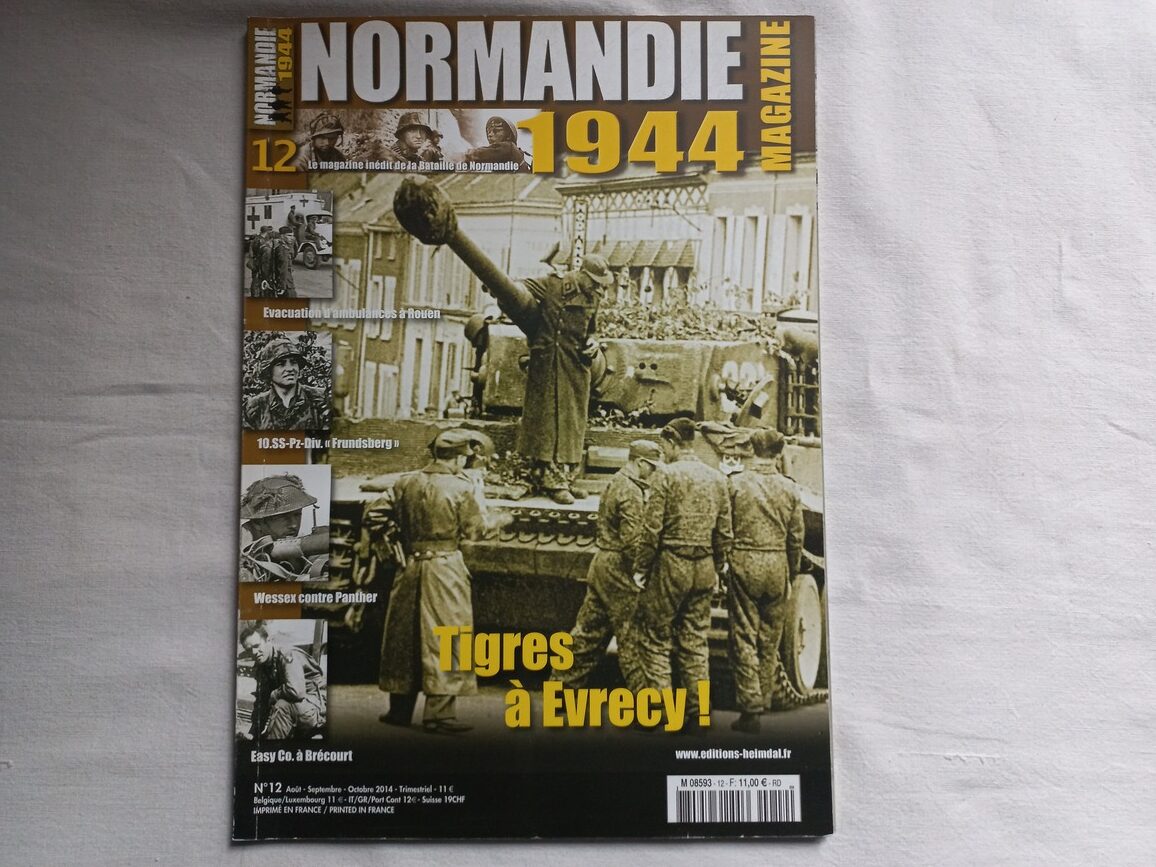 NORMANDIE
1944
NORMANDIE
MAGAZINE
1944
12
Le magazine inédit de la Bataille de Normandie
Evacuation d'ambulances à Rouen
10.SS-Pz-Div. « Frundsberg »
Wessex contre Panther
Easy Co. à Brécourt
Tigres
à Evrecy !
www.editions-heimdal.fr
N°12 Août - Septembre - Octobre 2014 - Trimestriel - 11 €
Belgique/Luxembourg 11 € - IT/GR/Port Cont 12€ - Suisse 19CHF
IMPRIMÉ EN FRANCE / PRINTED IN FRANCE
M 08593 - 12 - F: 11,00 € - RD